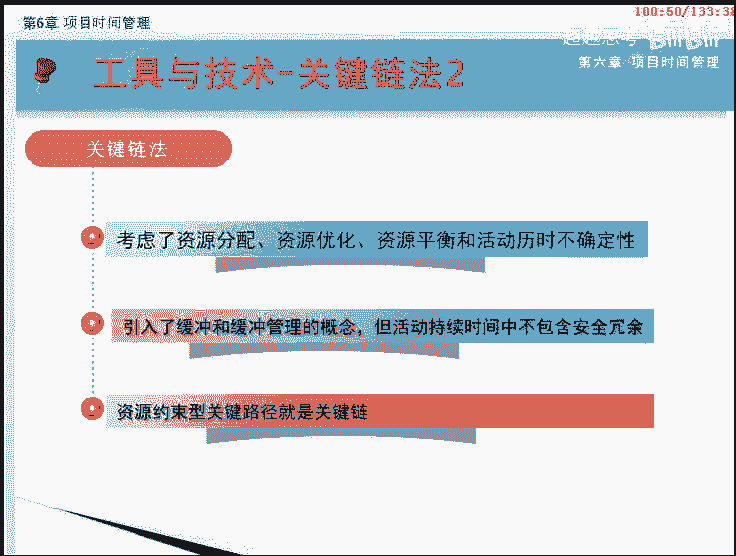 第6章 项目时间管理
100:50/133:38
bilibili
工具与技术-关键链法2
第六章 项目时间管理
关键链法
考虑了资源分配、资源优化、资源平衡和活动历时不确定性
引入了缓冲和缓冲管理的概念，但活动持续时间中不包含安全冗余
资源约束型关键路径就是关键链